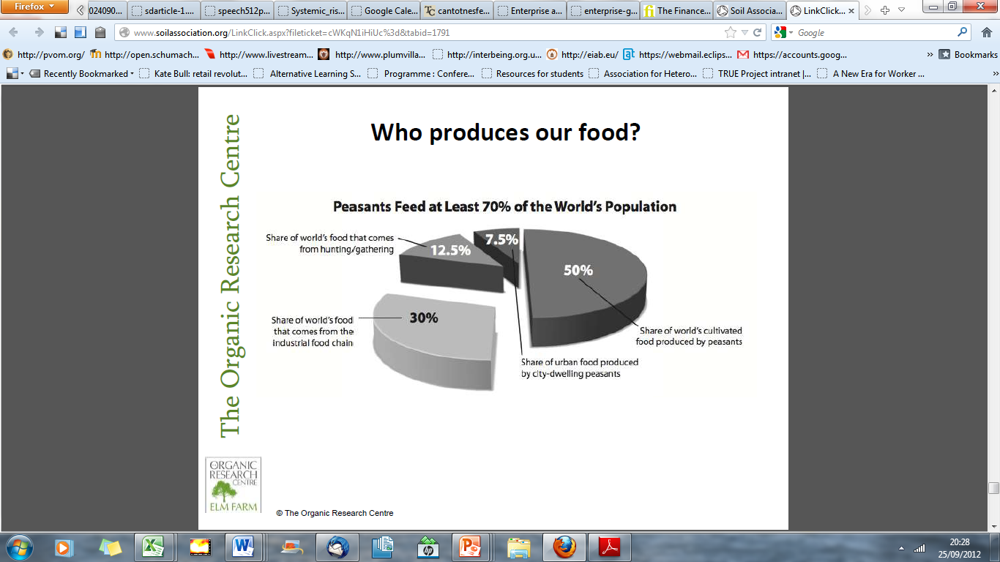 Firefox
024090...
sdarticle-1....
speech512p...
Systemic_ris...
Google Cale...
cantotnesfe...
Enterprise a...
enterprise-g...
The Finance...
Soil Associa...
LinkClick....
www.soilassociation.org/LinkClick.aspx?fileticket=cWKqN1iHiUc%3d&tabid=1791
Google
http://pvom.org/
http://open.schumach...
http://www.livestream...
http://www.plumvilla...
http://interbeing.org.u...
http://eiab.eu/
https://webmail.eclips...
https://accounts.goog...
Bookmarks
Recently Bookmarked
Kate Bull: retail revolut...
Alternative Learning S...
Programme : Confere...
Resources for students
Association for Hetero...
TRUE Project intranet |...
A New Era for Worker ...
The Organic Research Centre
Who produces our food?
Peasants Feed at Least 70% of the World's Population
Share of world's food that comes
from hunting/gathering
12.5%
7.5%
50%
Share of world's food
that comes from the
industrial food chain
30%
Share of world's cultivated
food produced by peasants
Share of urban food produced
by city-dwelling peasants
ORGANIC
RESEARCH
CENTRE
ELM FARM
© The Organic Research Centre
20:28
25/09/2012